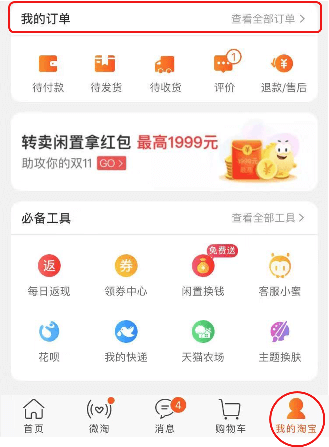 我的订单 查看全部订单
1
待付款 待发货 待收货 评价 退款/售后
转卖闲置拿红包 最高1999元
助攻你的双11 GO
必备工具 查看全部工具
免费送
返 券
每日返现 领券中心 闲置换钱 客服小蜜
花呗 我的快递 天猫农场 主题换肤
4
首页 微淘 消息 购物车 我的淘宝